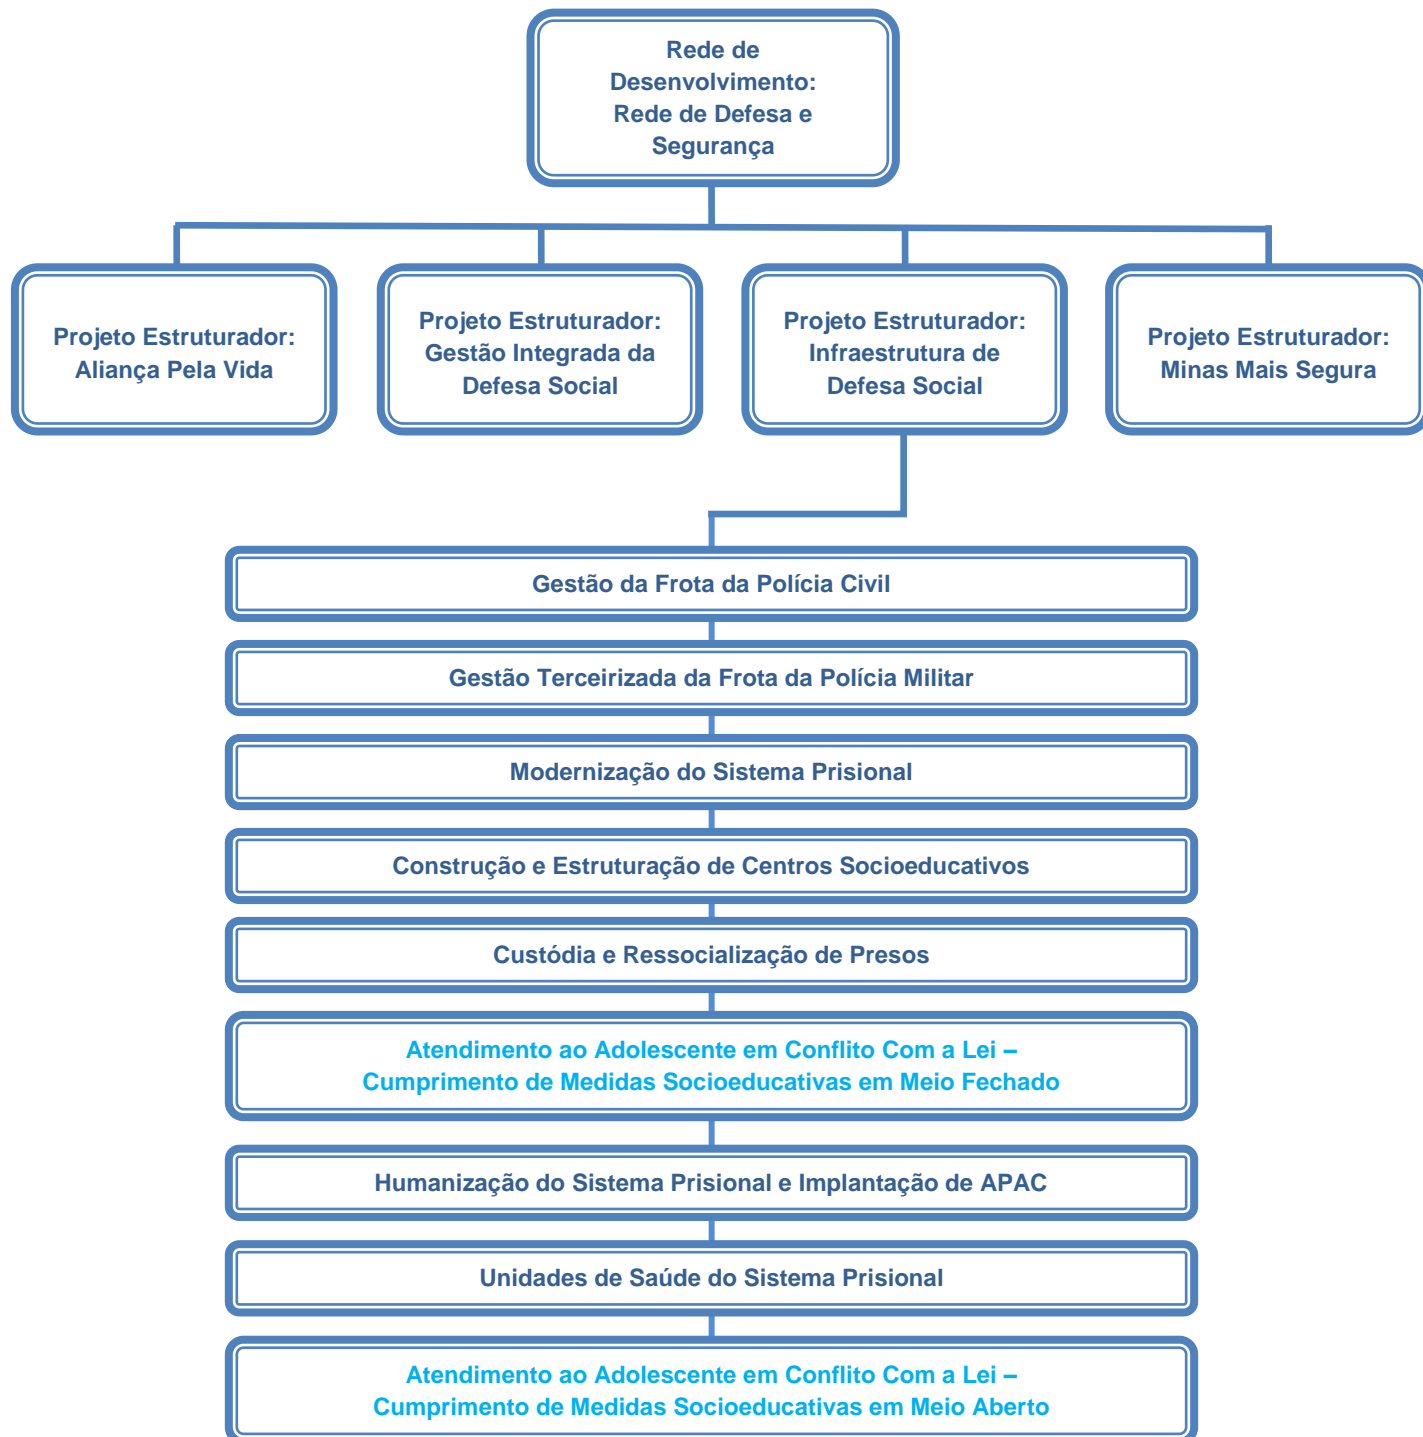 Rede de
Desenvolvimento:
Rede de Defesa e
Segurança
Projeto Estruturador:
Aliança Pela Vida
Projeto Estruturador:
Gestão Integrada da
Defesa Social
Projeto Estruturador:
Infraestrutura de
Defesa Social
Projeto Estruturador:
Minas Mais Segura
Gestão da Frota da Polícia Civil
Gestão Terceirizada da Frota da Polícia Militar
Modernização do Sistema Prisional
Construção e Estruturação de Centros Socioeducativos
Custódia e Ressocialização de Presos
Atendimento ao Adolescente em Conflito Com a Lei –
Cumprimento de Medidas Socioeducativas em Meio Fechado
Humanização do Sistema Prisional e Implantação de APAC
Unidades de Saúde do Sistema Prisional
Atendimento ao Adolescente em Conflito Com a Lei –
Cumprimento de Medidas Socioeducativas em Meio Aberto